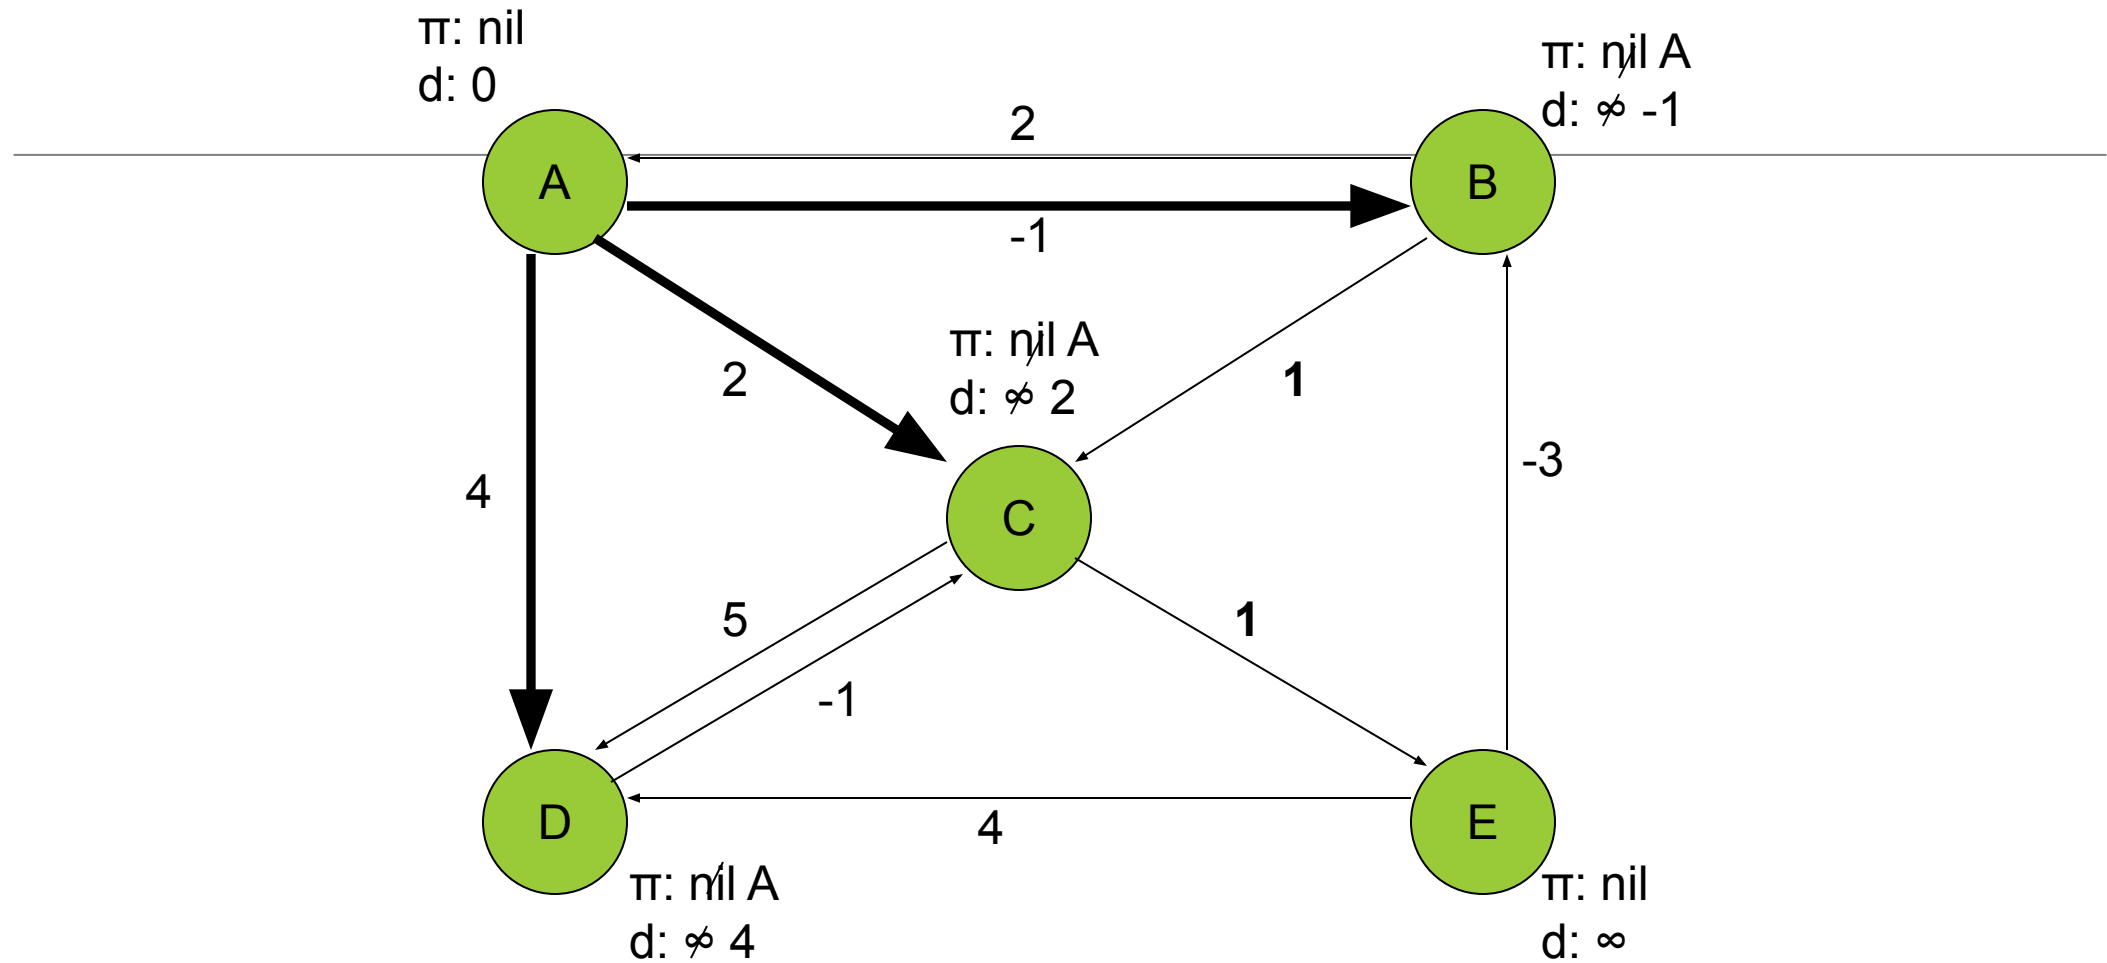 π: nil
d: 0
π: nil A
d: ∞ -1
2
A
B
-1
π: nil A
d: ∞ 2
2
1
4
-3
C
5
1
-1
D
4
E
π: nil A
d: ∞ 4
π: nil
d: ∞